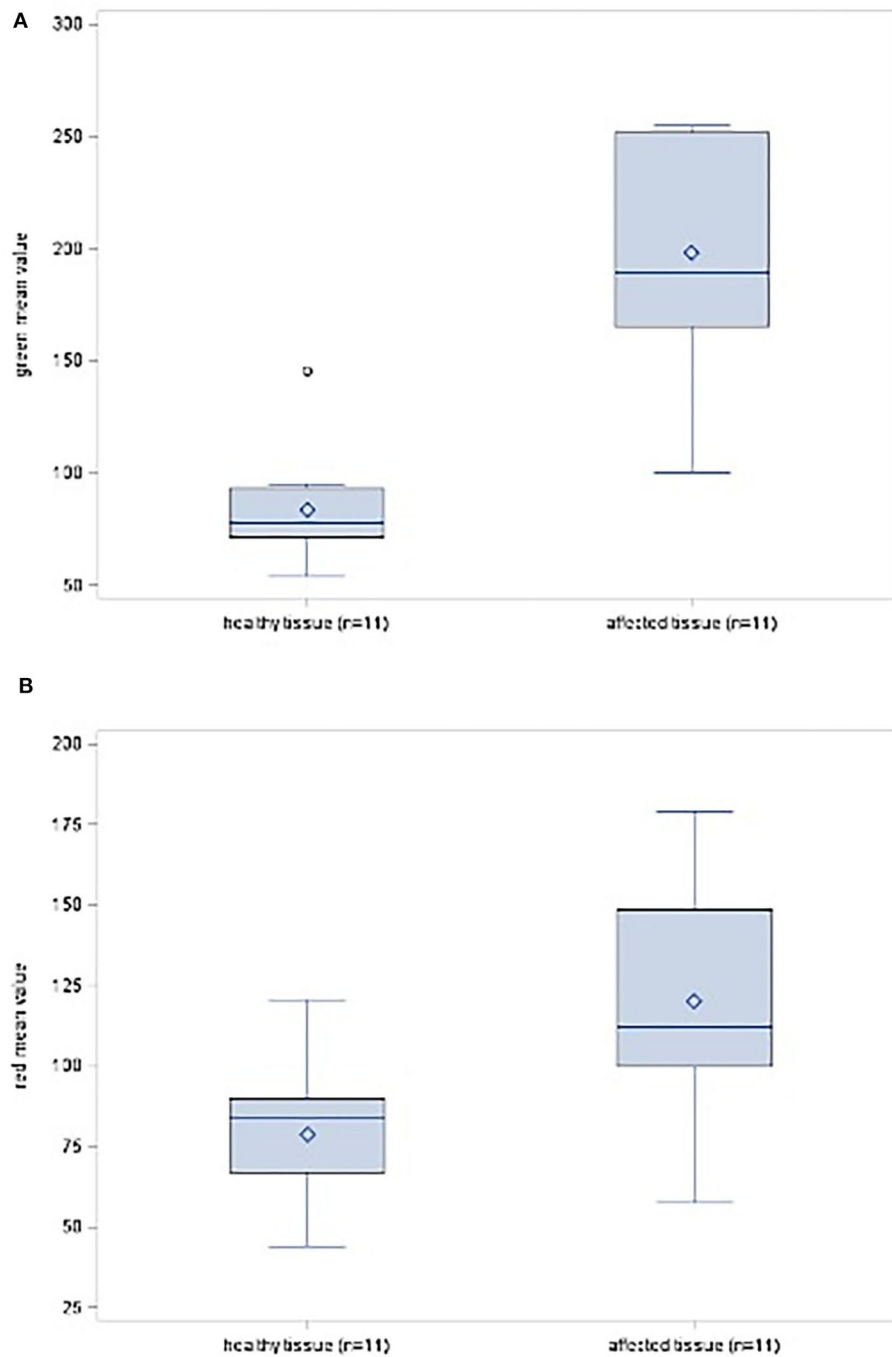 A
300
250
200
150
100
50
green mean value
healthy tissue (n=11)
affected tissue (n=11)
B
200
175
150
125
100
75
50
25
red mean value
healthy tissue (n=11)
affected tissue (n=11)